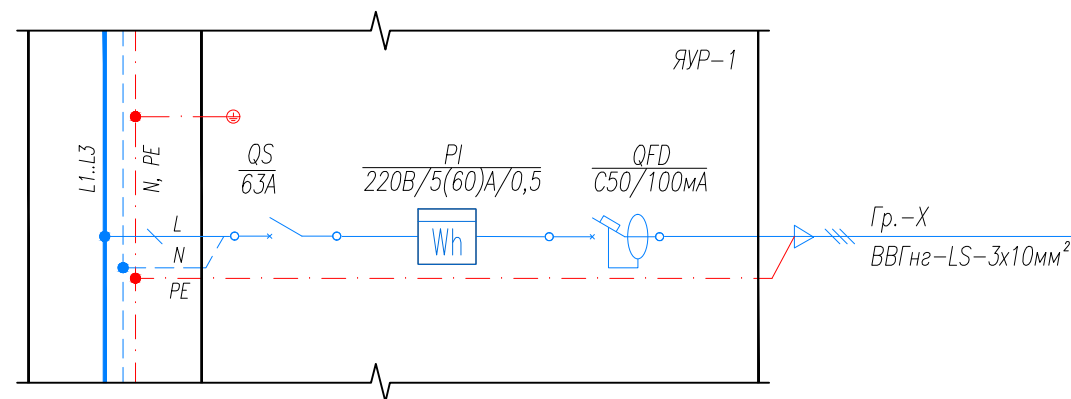 ЯУР-1
L1..L3
N, PE
QS
63А
PI
220В/5(60)А/0,5
QFD
С50/100мА
L
N
PE
Wh
Гр.-Х
ВВГнг-LS-3х10мм²